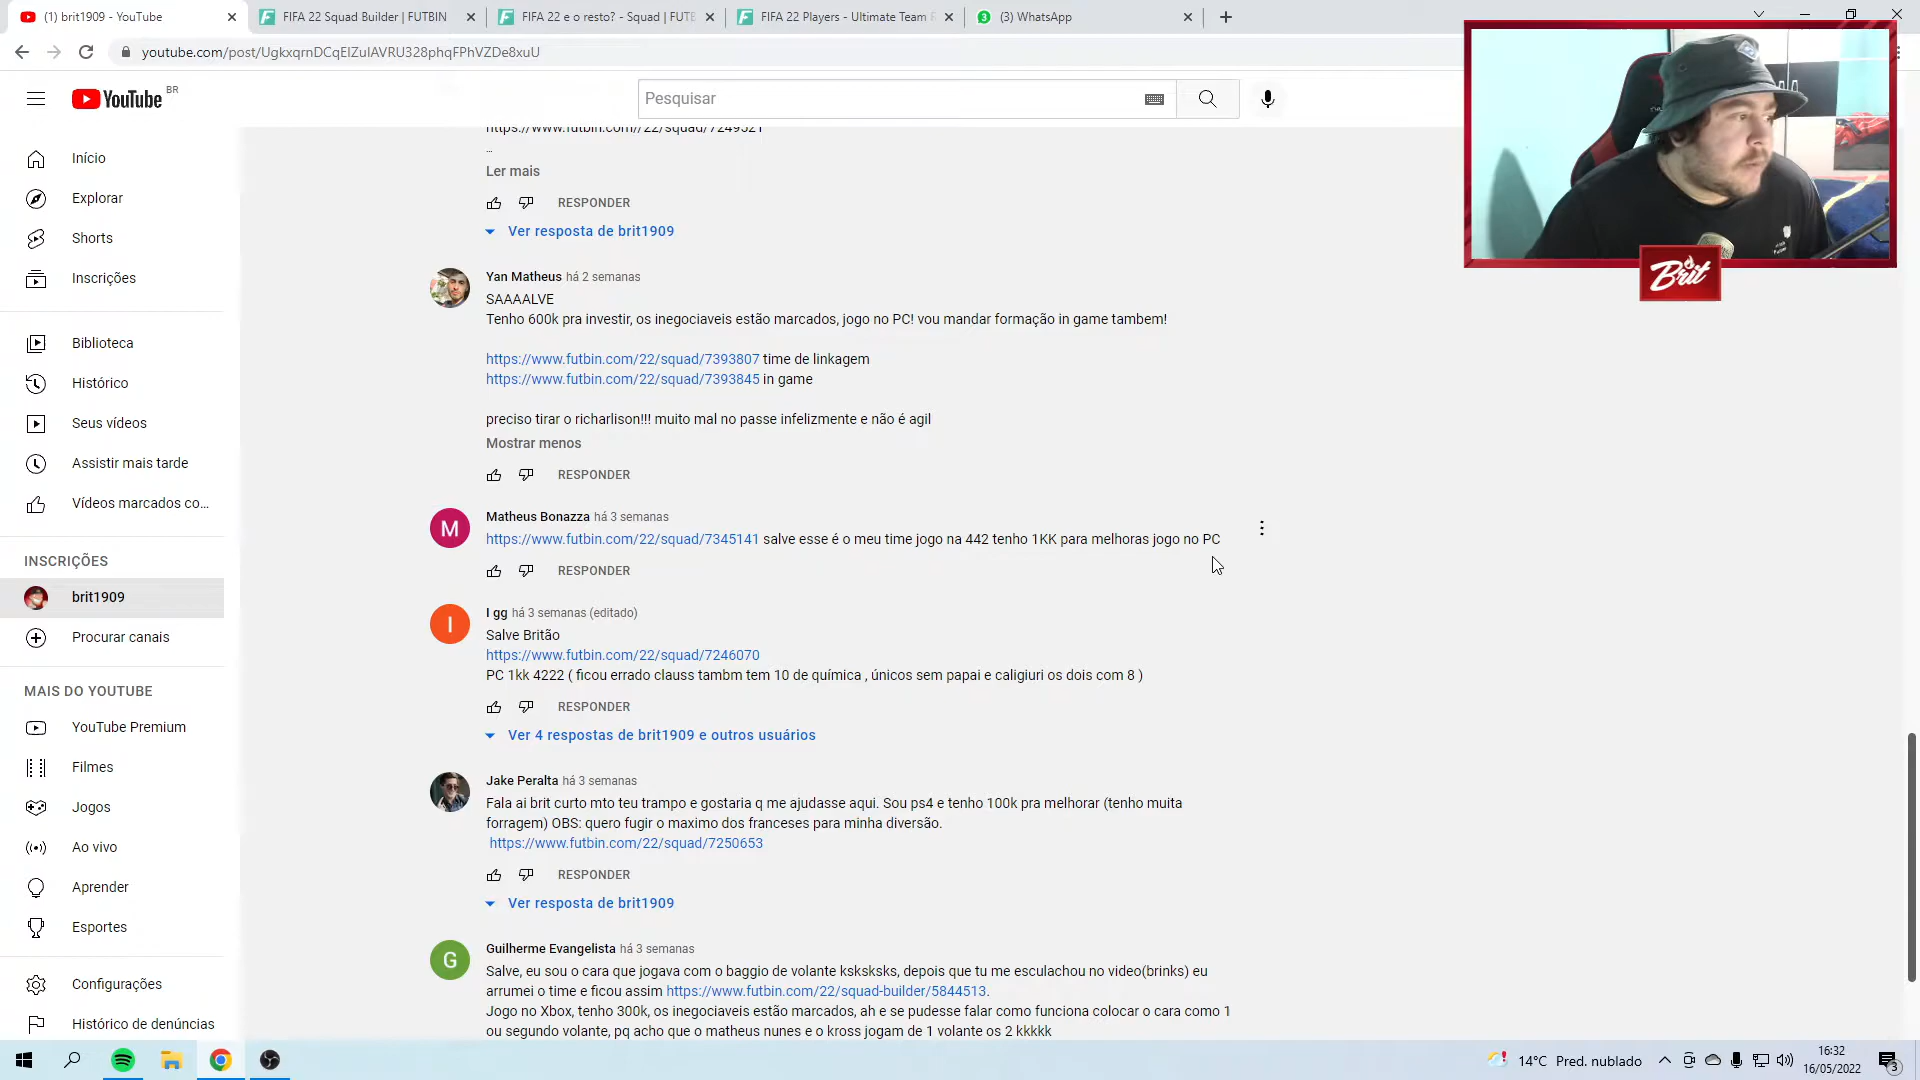 (1) brit1909 - YouTube
FIFA 22 Squad Builder | FUTBIN
FIFA 22 e o resto? - Squad | FUTB
FIFA 22 Players - Ultimate Team
(3) WhatsApp
youtube.com/post/UgkxqrnDCqEIZulAVRU328phqFPhVZDe8xuU
YouTube BR
Pesquisar
Início
Explorar
Shorts
Inscrições
Biblioteca
Histórico
Seus vídeos
Assistir mais tarde
Vídeos marcados co...
INSCRIÇÕES
brit1909
Procurar canais
MAIS DO YOUTUBE
YouTube Premium
Filmes
Jogos
Ao vivo
Aprender
Esportes
Configurações
Histórico de denúncias
https://www.futbin.com//22/squad/7249521
...
Ler mais
RESPONDER
Ver resposta de brit1909
Yan Matheus há 2 semanas
SAAAALVE
Tenho 600k pra investir, os inegociaveis estão marcados, jogo no PC! vou mandar formação in game tambem!
https://www.futbin.com/22/squad/7393807 time de linkagem
https://www.futbin.com/22/squad/7393845 in game
preciso tirar o richarlison!!! muito mal no passe infelizmente e não é agil
Mostrar menos
RESPONDER
M
Matheus Bonazza há 3 semanas
https://www.futbin.com/22/squad/7345141 salve esse é o meu time jogo na 442 tenho 1KK para melhoras jogo no PC
RESPONDER
I
I gg há 3 semanas (editado)
Salve Britão
https://www.futbin.com/22/squad/7246070
PC 1kk 4222 ( ficou errado clauss tambm tem 10 de química , únicos sem papai e caligiuri os dois com 8 )
RESPONDER
Ver 4 respostas de brit1909 e outros usuários
Jake Peralta há 3 semanas
Fala ai brit curto mto teu trampo e gostaria q me ajudasse aqui. Sou ps4 e tenho 100k pra melhorar (tenho muita
forragem) OBS: quero fugir o maximo dos franceses para minha diversão.
https://www.futbin.com/22/squad/7250653
RESPONDER
Ver resposta de brit1909
G
Guilherme Evangelista há 3 semanas
Salve, eu sou o cara que jogava com o baggio de volante ksksksks, depois que tu me esculachou no video(brinks) eu
arrumei o time e ficou assim https://www.futbin.com/22/squad-builder/5844513.
Jogo no Xbox, tenho 300k, os inegociaveis estão marcados, ah e se pudesse falar como funciona colocar o cara como 1
ou segundo volante, pq acho que o matheus nunes e o kross jogam de 1 volante os 2 kkkkk
Brit
14°C Pred. nublado
16:32
16/05/2022
3